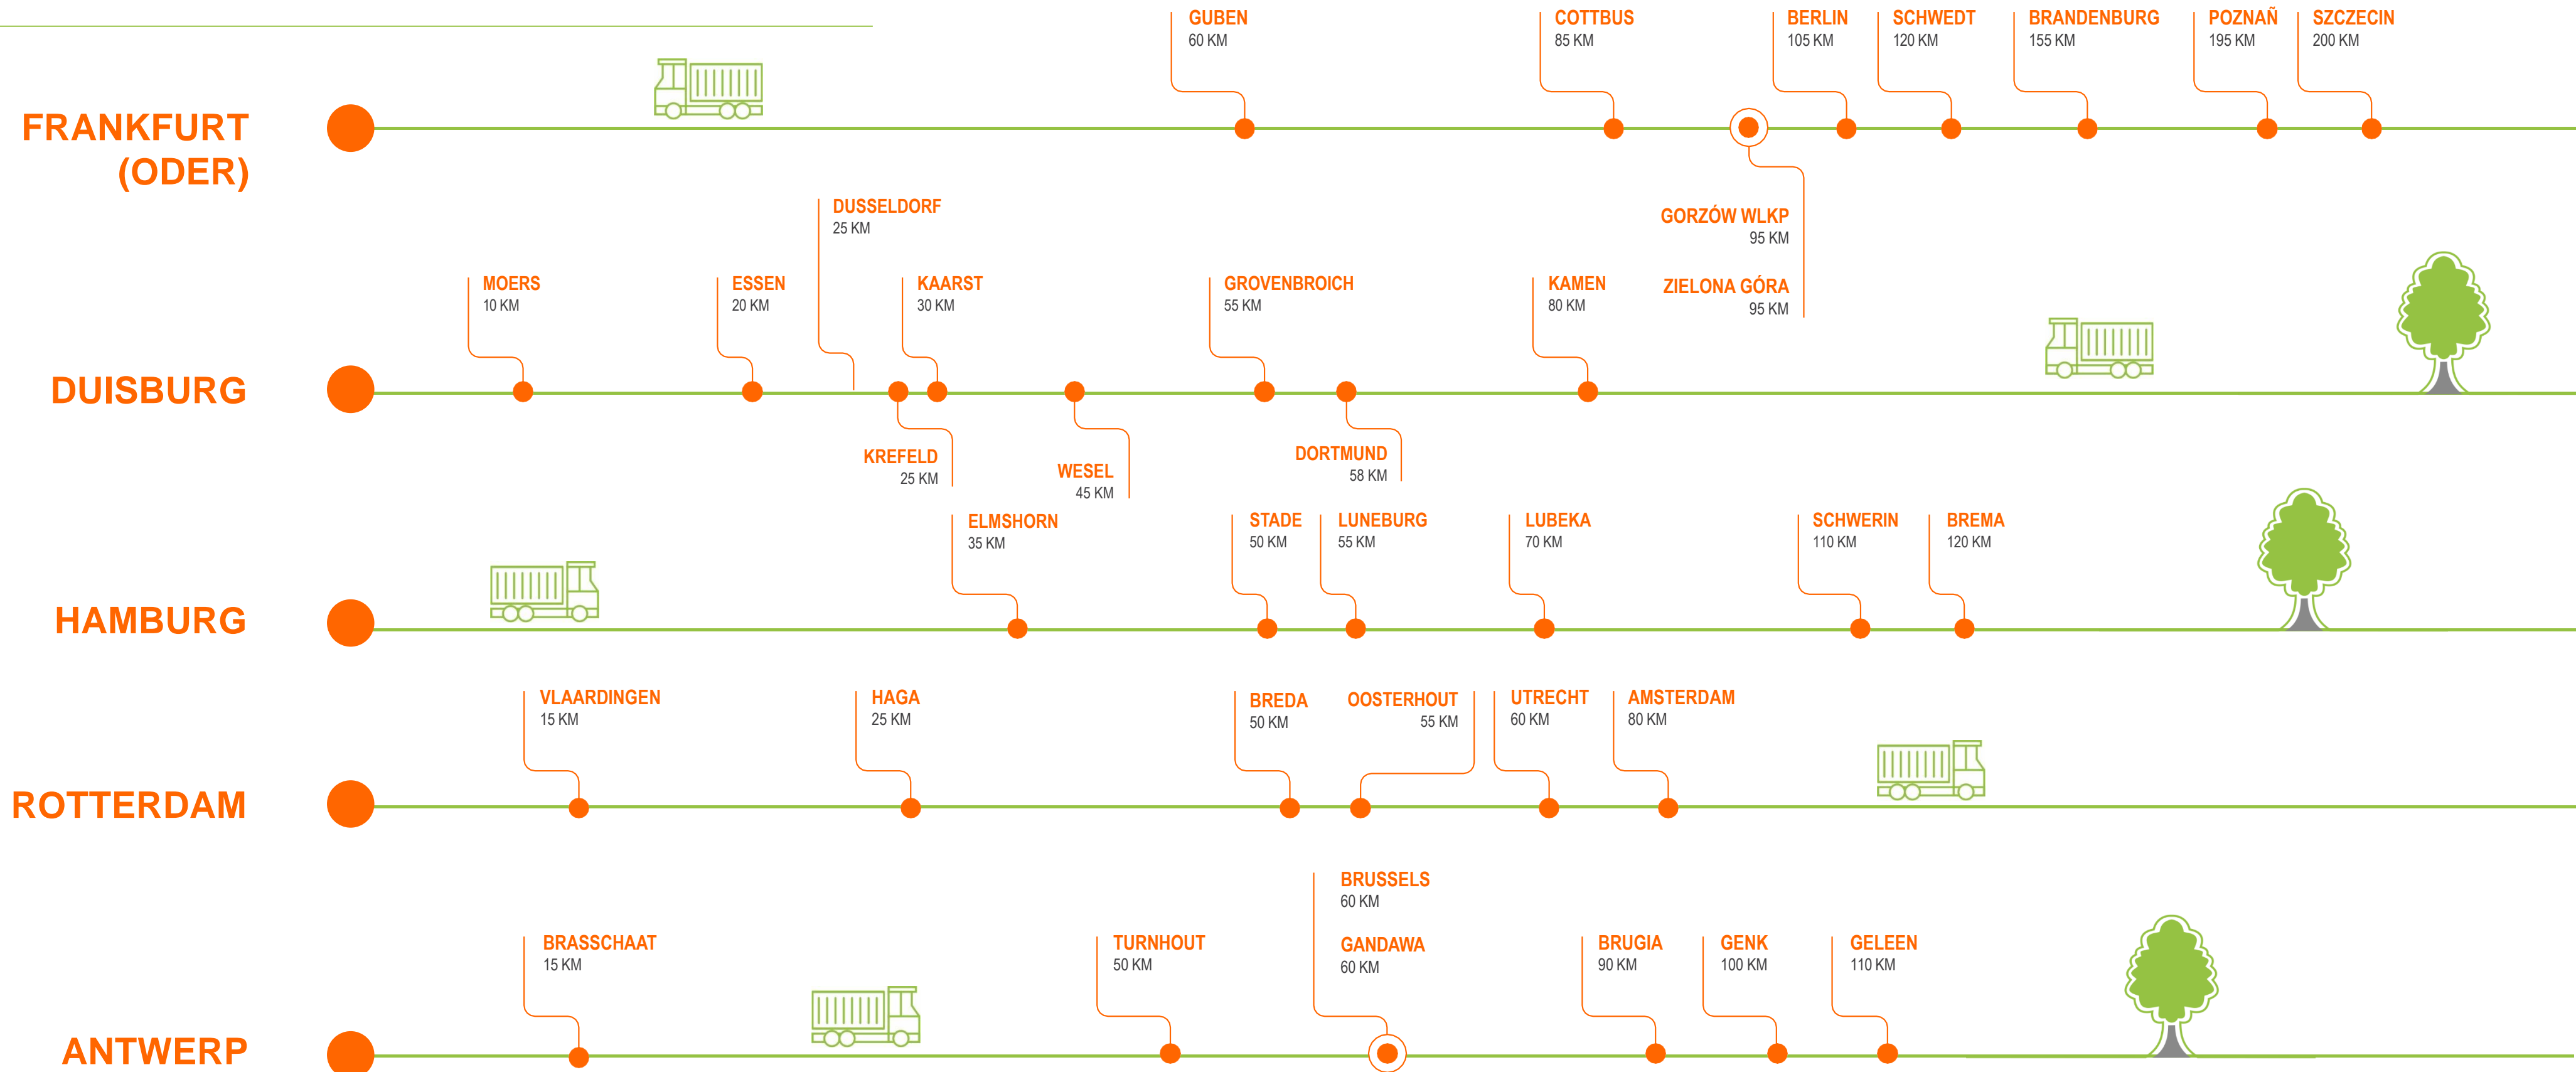 GUBEN
60 KM
COTTBUS
85 KM
BERLIN
105 KM
SCHWEDT
120 KM
BRANDENBURG
155 KM
POZNAÑ
195 KM
SZCZECIN
200 KM
FRANKFURT
(ODER)
GORZÓW WLKP
95 KM
ZIELONA GÓRA
95 KM
DUSSELDORF
25 KM
MOERS
10 KM
ESSEN
20 KM
KAARST
30 KM
GROVENBROICH
55 KM
KAMEN
80 KM
DUISBURG
KREFELD
25 KM
WESEL
45 KM
DORTMUND
58 KM
ELMSHORN
35 KM
STADE
50 KM
LUNEBURG
55 KM
LUBEKA
70 KM
SCHWERIN
110 KM
BREMA
120 KM
HAMBURG
VLAARDINGEN
15 KM
HAGA
25 KM
BREDA
50 KM
OOSTERHOUT
55 KM
UTRECHT
60 KM
AMSTERDAM
80 KM
ROTTERDAM
BRUSSELS
60 KM
GANDAWA
60 KM
BRASSCHAAT
15 KM
TURNHOUT
50 KM
BRUGIA
90 KM
GENK
100 KM
GELEEN
110 KM
ANTWERP